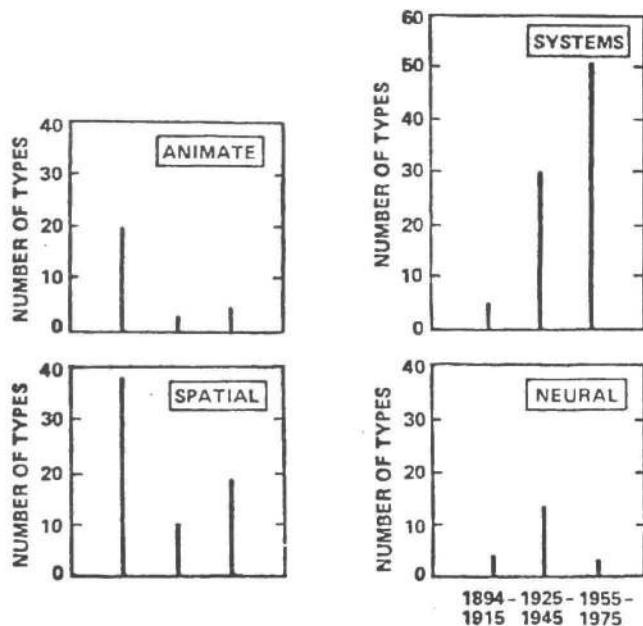 SYSTEMS
NUMBER OF TYPES
60
50
40
30
20
10
0
ANIMATE
NUMBER OF TYPES
40
30
20
10
0
SPATIAL
NUMBER OF TYPES
40
30
20
10
0
NEURAL
NUMBER OF TYPES
40
30
20
10
0
1894– 1925– 1955–
1915 1945 1975